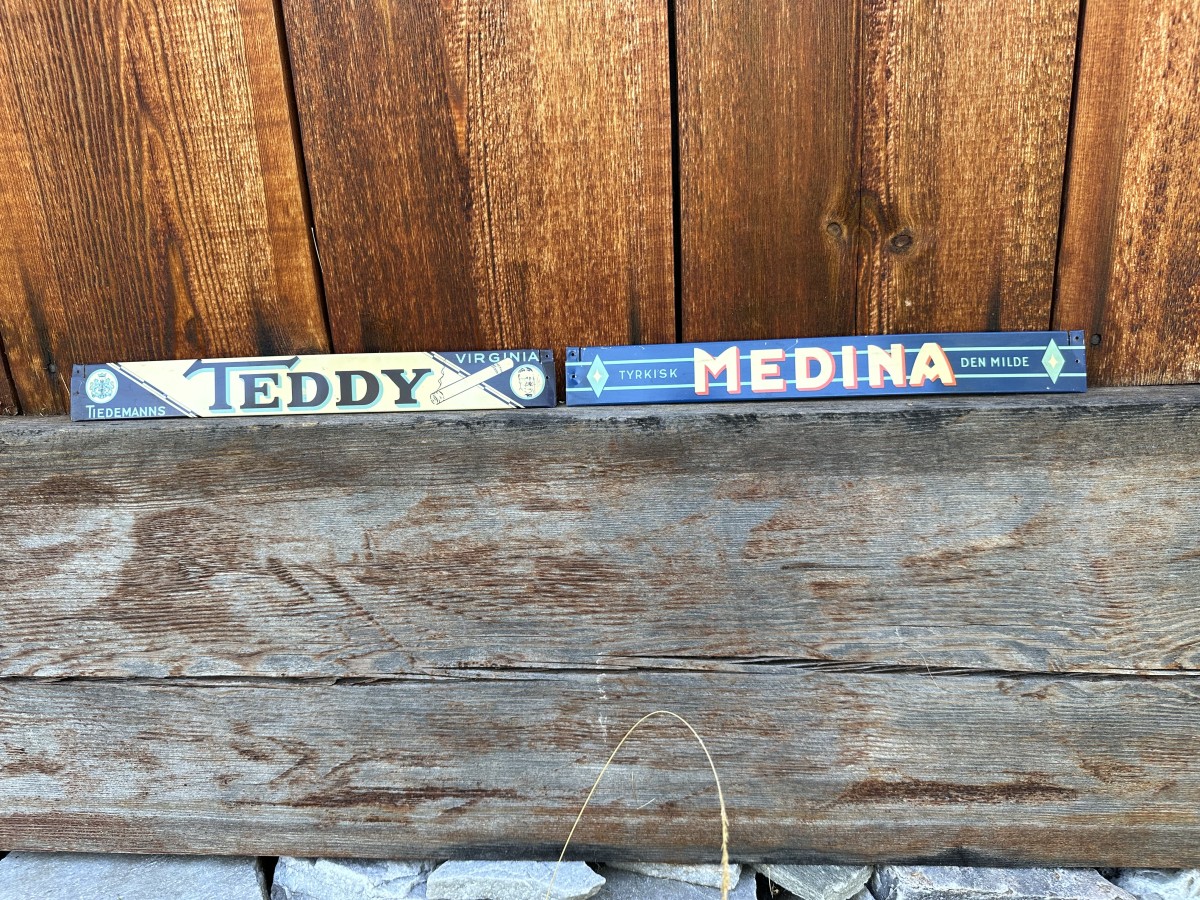 TIEDEMANNS
TEDDY
VIRGINIA
TYRKISK
MEDINA
DEN MILDE